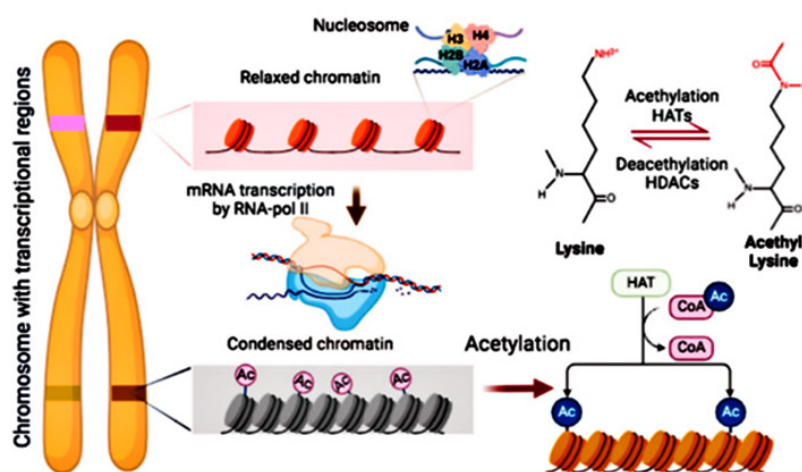 Chromosome with transcriptional regions
Nucleosome
H3
H4
H2B
H2A
Relaxed chromatin
mRNA transcription
by RNA-pol II
Condensed chromatin
Ac
Ac
Ac
Ac
Acethylation
HATs
Deacethylation
HDACs
H
N
O
Lysine
O
N
H
N
O
Acethyl
Lysine
Acetylation
HAT
CoA
Ac
CoA
Ac
Ac